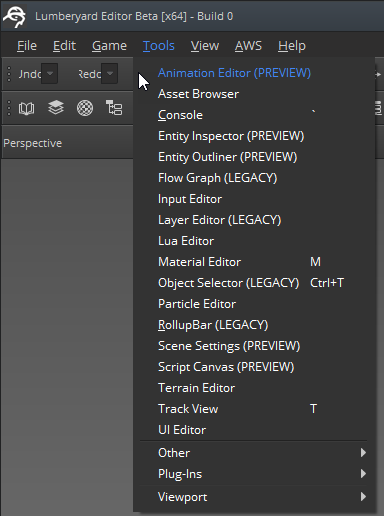 Lumberyard Editor Beta [x64] - Build 0
File Edit Game Tools View AWS Help
Undo Redo
Perspective
Animation Editor (PREVIEW)
Asset Browser
Console `
Entity Inspector (PREVIEW)
Entity Outliner (PREVIEW)
Flow Graph (LEGACY)
Input Editor
Layer Editor (LEGACY)
Lua Editor
Material Editor M
Object Selector (LEGACY) Ctrl+T
Particle Editor
RollupBar (LEGACY)
Scene Settings (PREVIEW)
Script Canvas (PREVIEW)
Terrain Editor
Track View T
UI Editor
Other
Plug-Ins
Viewport